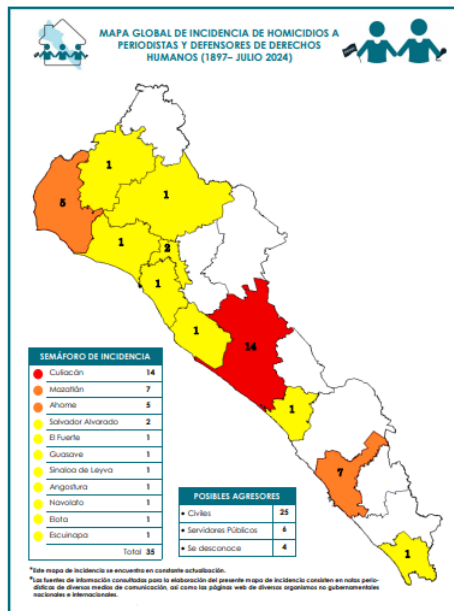 MAPA GLOBAL DE INCIDENCIA DE HOMICIDIOS A
PERIODISTAS Y DEFENSORES DE DERECHOS
HUMANOS (1897– JULIO 2024)
1
5
1
1
2
1
1
14
1
7
1
SEMÁFORO DE INCIDENCIA
Culiacán 14
Mazatlán 7
Ahome 5
Salvador Alvarado 2
El Fuerte 1
Guasave 1
Sinaloa de Leyva 1
Angostura 1
Navolato 1
Elota 1
Escuinapa 1
Total 35
POSIBLES AGRESORES
• Civiles 25
• Servidores Públicos 6
• Se desconoce 4
*Este mapa de incidencia se encuentra en constante actualización.
*Las fuentes de información consultadas para la elaboración del presente mapa de incidencia consisten en notas perio-
dísticas de diversos medios de comunicación, así como las páginas web de diversos organismos no gubernamentales
nacionales e internacionales.